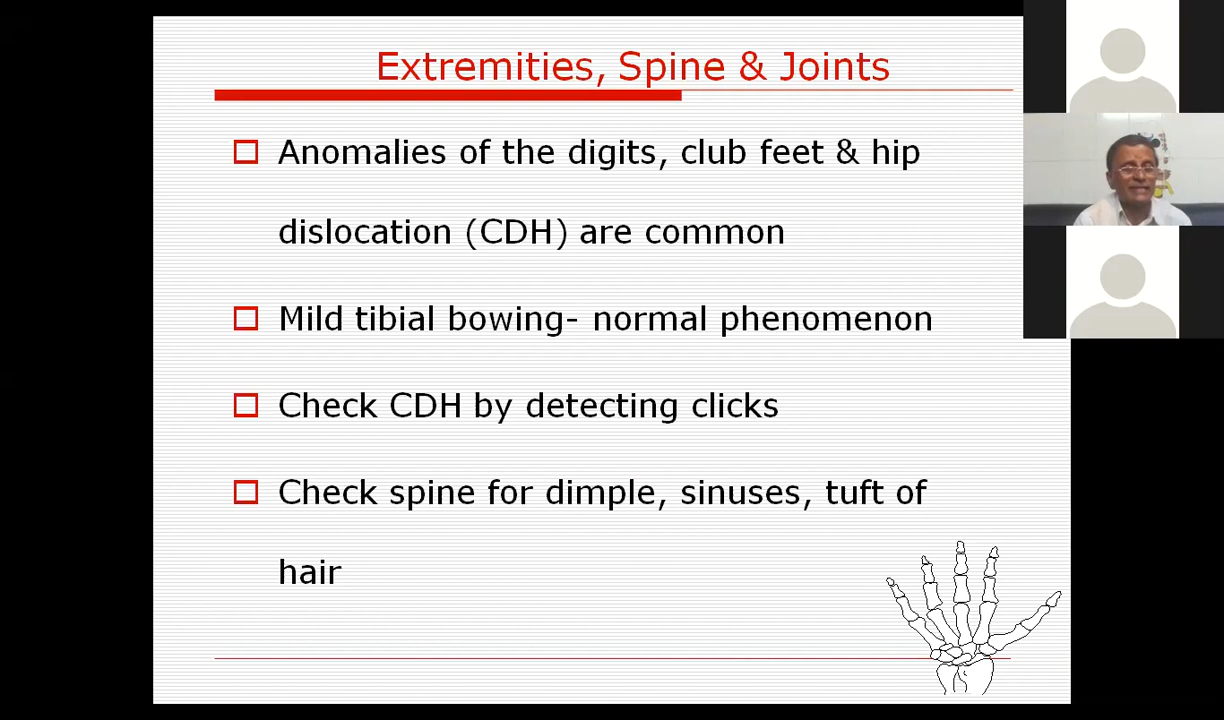 Extremities, Spine & Joints
Anomalies of the digits, club feet & hip
dislocation (CDH) are common
Mild tibial bowing- normal phenomenon
Check CDH by detecting clicks
Check spine for dimple, sinuses, tuft of
hair